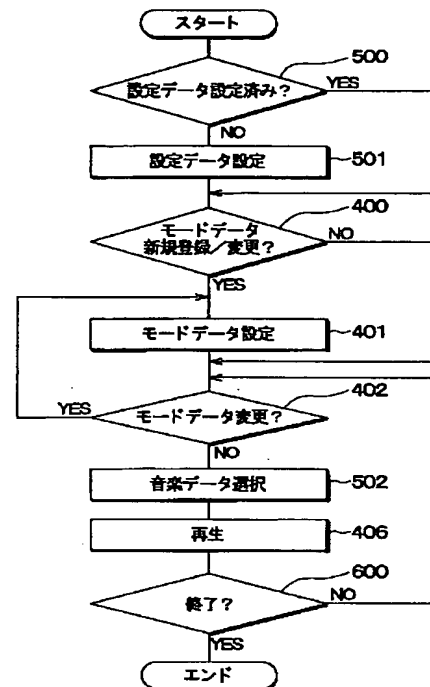 スタート
500
設定データ設定済み?
YES
NO
設定データ設定
501
400
モードデータ
新規登録/変更?
NO
YES
モードデータ設定
401
402
YES
モードデータ変更?
NO
音楽データ選択
502
再生
406
600
終了?
NO
YES
エンド